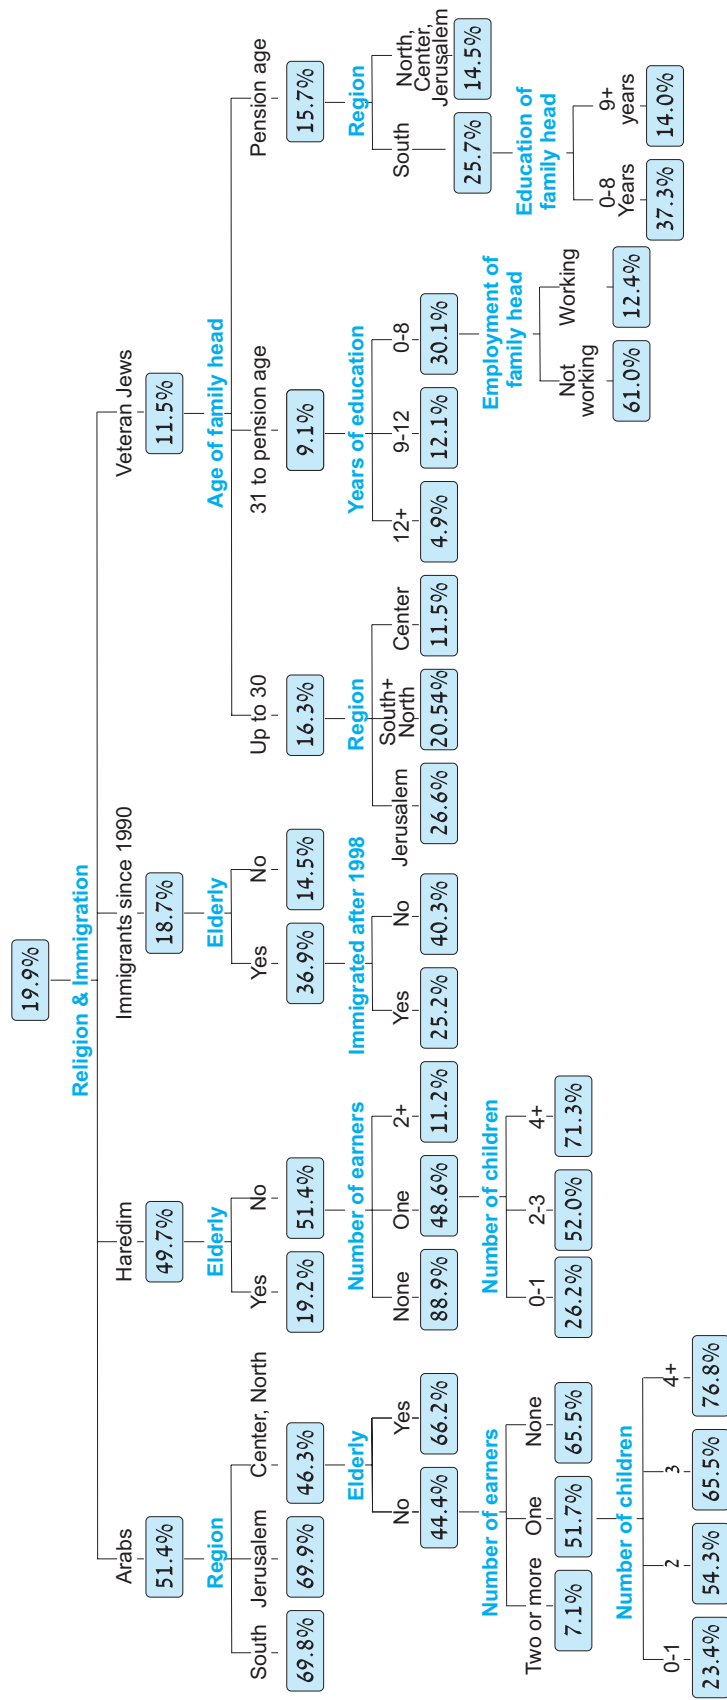 19.9%
Religion & Immigration
Arabs
Haredim
Immigrants since 1990
Veteran Jews
51.4%
49.7%
18.7%
11.5%
Region
Elderly
Elderly
Age of family head
South
Jerusalem
Center, North
Yes
No
Yes
No
Up to 30
31 to pension age
Pension age
69.8%
69.9%
46.3%
19.2%
51.4%
36.9%
14.5%
16.3%
9.1%
15.7%
Elderly
Number of earners
Immigrated after 1998
Region
Years of education
Region
No
Yes
None
One
2+
Yes
No
Jerusalem
South+
North
Center
12+
9-12
0-8
South
North,
Center,
Jerusalem
44.4%
66.2%
88.9%
48.6%
11.2%
25.2%
40.3%
26.6%
20.54%
11.5%
4.9%
12.1%
30.1%
25.7%
14.5%
Number of earners
Number of children
Employment of
family head
Education of
family head
Two or more
One
None
0-1
2-3
4+
Not
working
Working
0-8
Years
9+
years
7.1%
51.7%
65.5%
26.2%
52.0%
71.3%
61.0%
12.4%
37.3%
14.0%
Number of children
0-1
2
3
4+
23.4%
54.3%
65.5%
76.8%